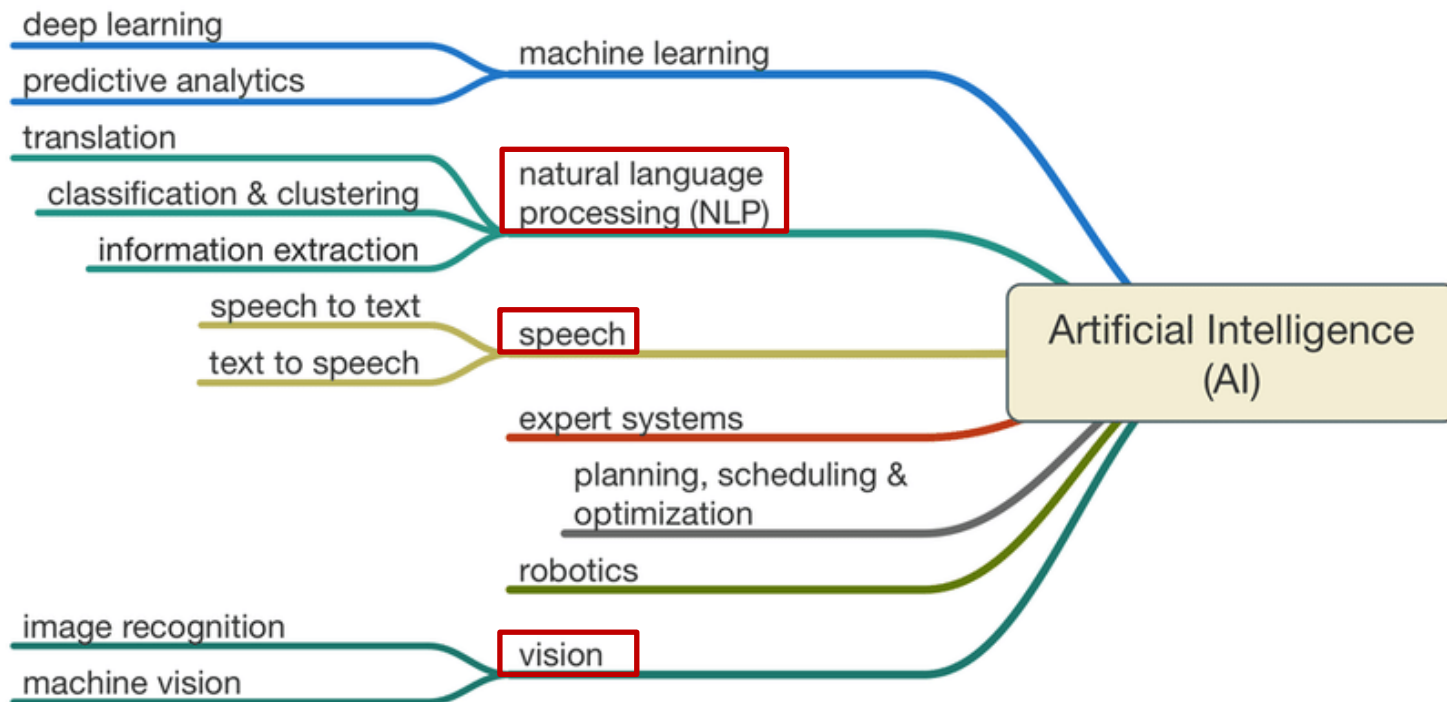 deep learning
predictive analytics
machine learning
translation
classification & clustering
information extraction
natural language
processing (NLP)
speech to text
text to speech
speech
expert systems
planning, scheduling &
optimization
robotics
image recognition
machine vision
vision
Artificial Intelligence
(AI)